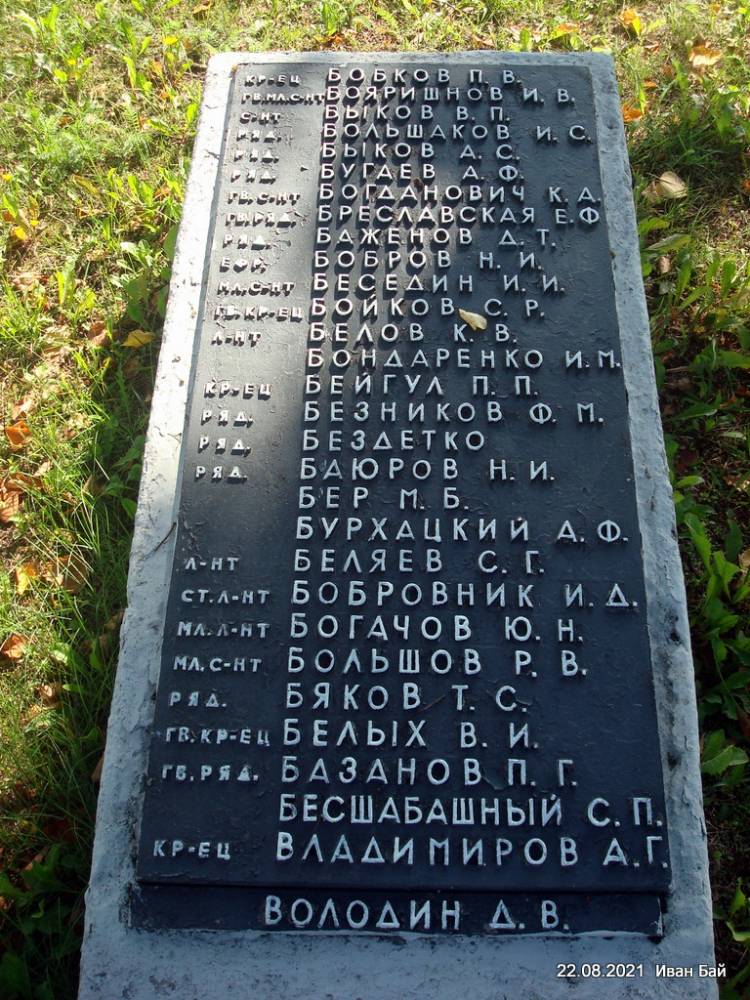 КР-ЕЦ БОБКОВ П. В.
ГВ.МЛ.С-НТ БОЯРИШНОВ И. В.
С-НТ БЫКОВ В. П.
РЯД. БОЛЬШАКОВ И. С.
РЯД. БЫКОВ А. С.
РЯД. БУГАЕВ А. Ф.
ГВ.С-НТ БОГДАНОВИЧ К. А.
ГВ.РЯД. БРЕСЛАВСКАЯ Е.Ф.
РЯД. БАЖЕНОВ Д. Т.
ЕФР. БОБРОВ Н. И.
МЛ.С-НТ БЕСЕДИН И. И.
ГВ.КР-ЕЦ БОЙКОВ С. Р.
Л-НТ БЕЛОВ К. В.
БОНДАРЕНКО И. М.
КР-ЕЦ БЕЙГУЛ П. П.
РЯД. БЕЗНИКОВ Ф. М.
РЯД. БЕЗДЕТКО
РЯД. БАЮРОВ Н. И.
БЕР М. Б.
БУРХАЦКИЙ А. Ф.
Л-НТ БЕЛЯЕВ С. Г.
СТ.Л-НТ БОБРОВНИК И. Д.
МЛ.Л-НТ БОГАЧОВ Ю. Н.
МЛ.С-НТ БОЛЬШОВ Р. В.
РЯД. БЯКОВ Т. С.
ГВ.КР-ЕЦ БЕЛЫХ В. И.
ГВ.РЯД. БАЗАНОВ П. Г.
БЕСШАБАШНЫЙ С. П.
КР-ЕЦ ВЛАДИМИРОВ А. Г.
ВОЛОДИН Д. В.
22.08.2021 Иван Бай